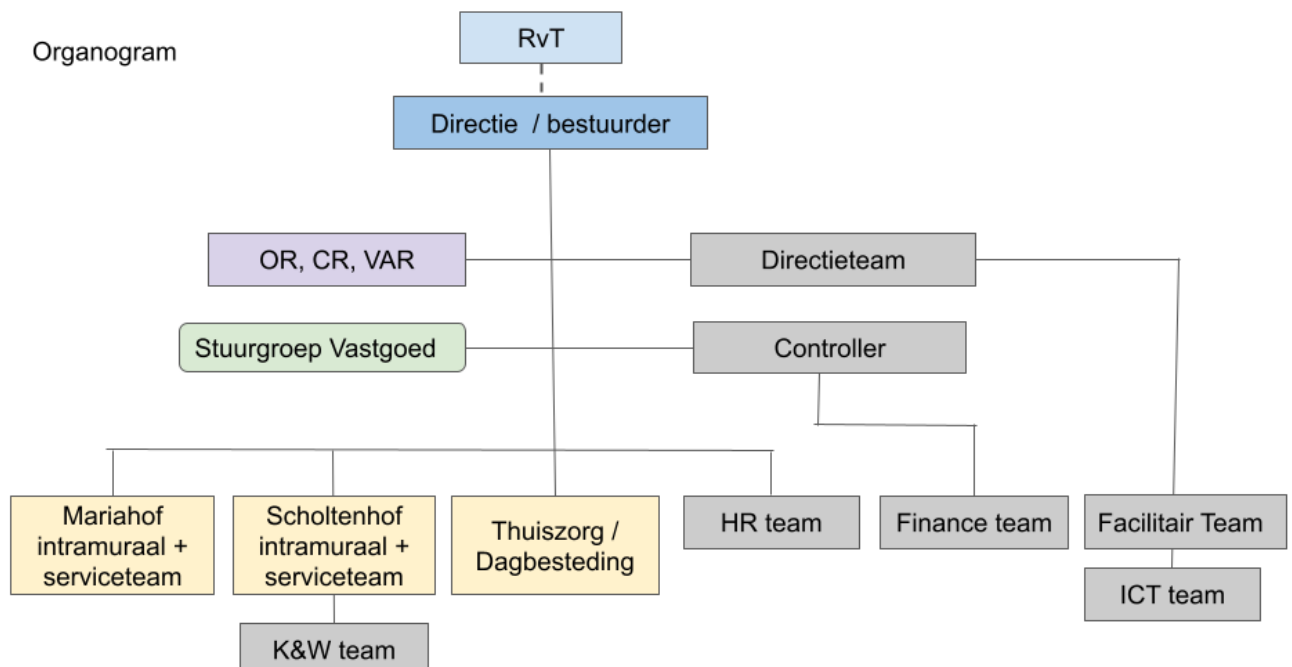 Organogram
RvT
Directie / bestuurder
OR, CR, VAR
Directieteam
Stuurgroep Vastgoed
Controller
Mariahof
intramuraal +
serviceteam
Scholtenhof
intramuraal +
serviceteam
Thuiszorg /
Dagbesteding
HR team
Finance team
Facilitair Team
ICT team
K&W team